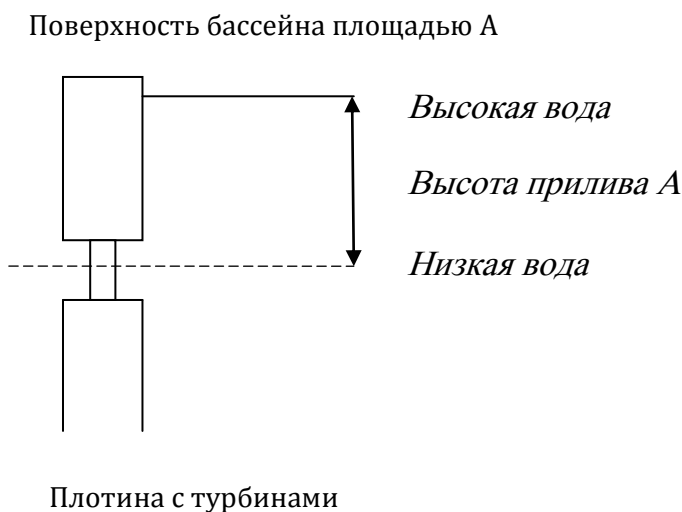 Поверхность бассейна площадью А
Высокая вода
Высота прилива А
Низкая вода
Плотина с турбинами